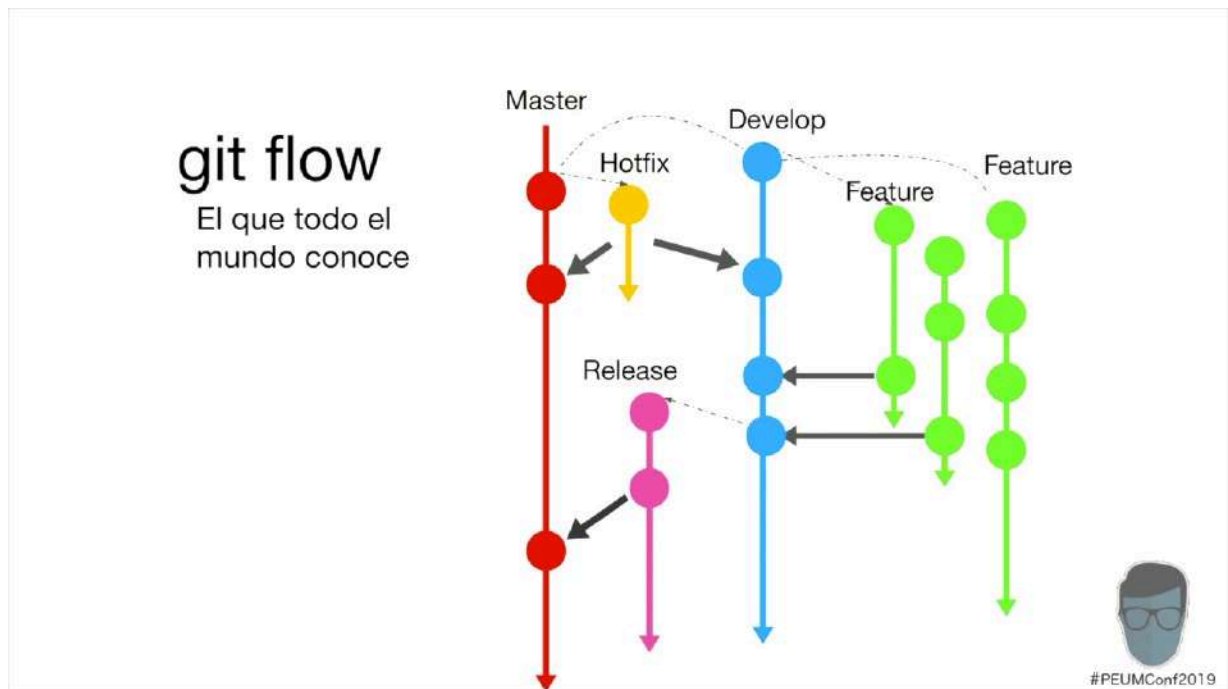 git flow
El que todo el
mundo conoce
Master
Hotfix
Develop
Feature
Feature
Release
#PEUMConf2019